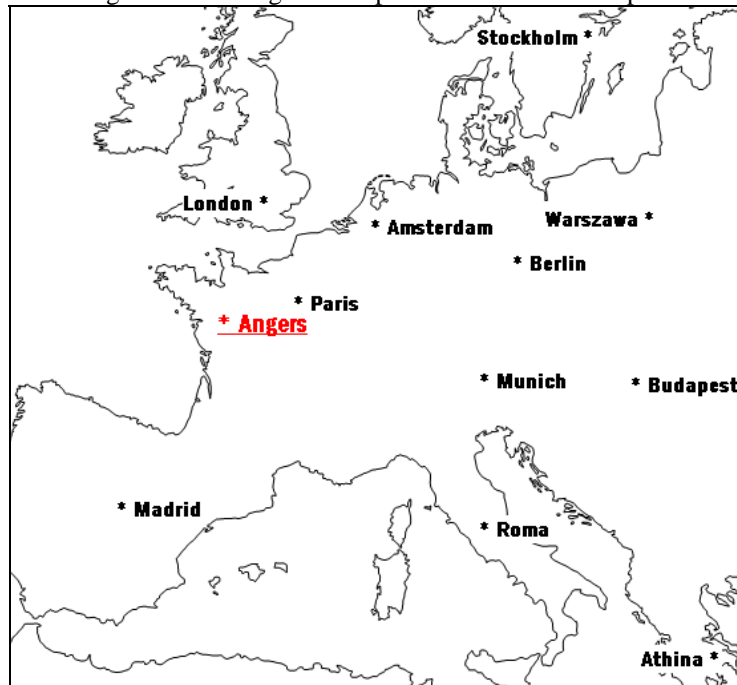 Stockholm *
London *
* Amsterdam
Warszawa *
* Berlin
* Paris
* Angers
* Munich
* Budapest
* Madrid
* Roma
Athina *